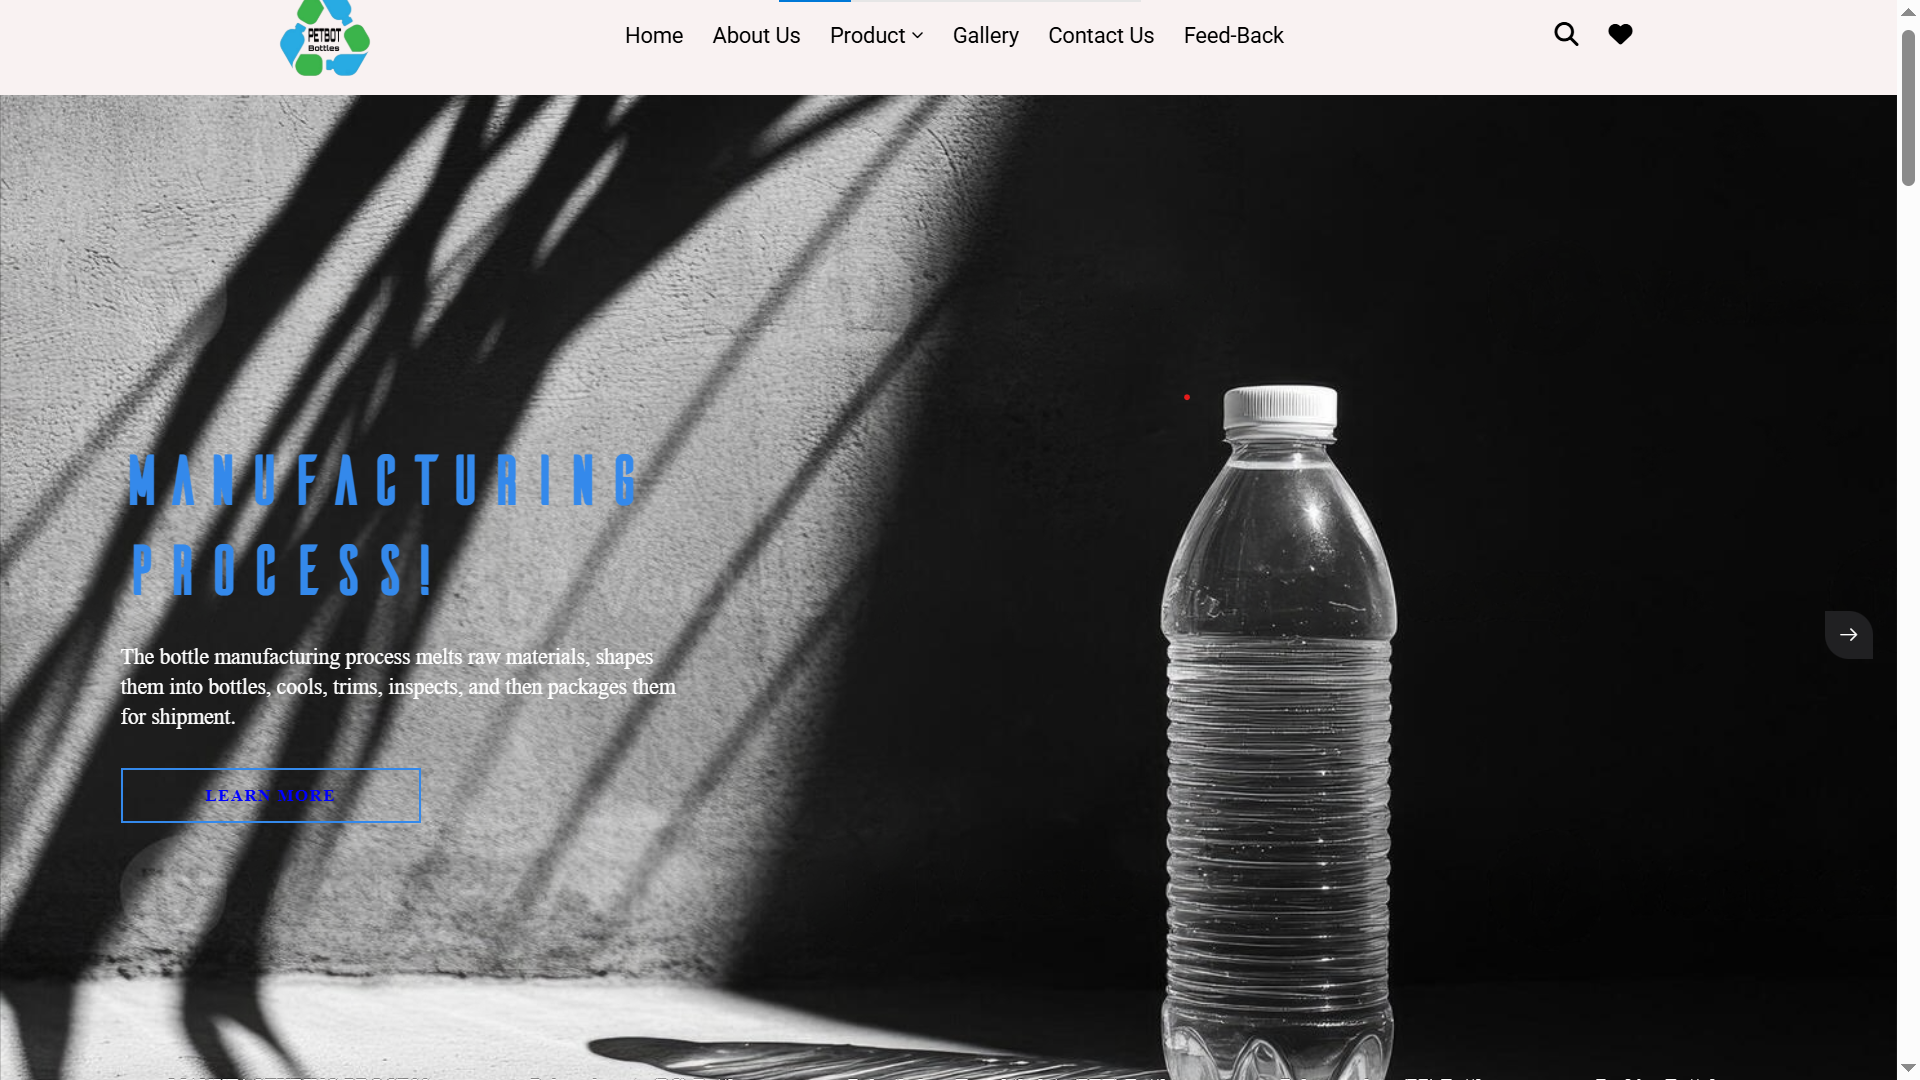 PETBOT
Bottles
Home
About Us
Product
Gallery
Contact Us
Feed-Back
MANUFACTURING
PROCESS!
The bottle manufacturing process melts raw materials, shapes
them into bottles, cools, trims, inspects, and then packages them
for shipment.
LEARN MORE